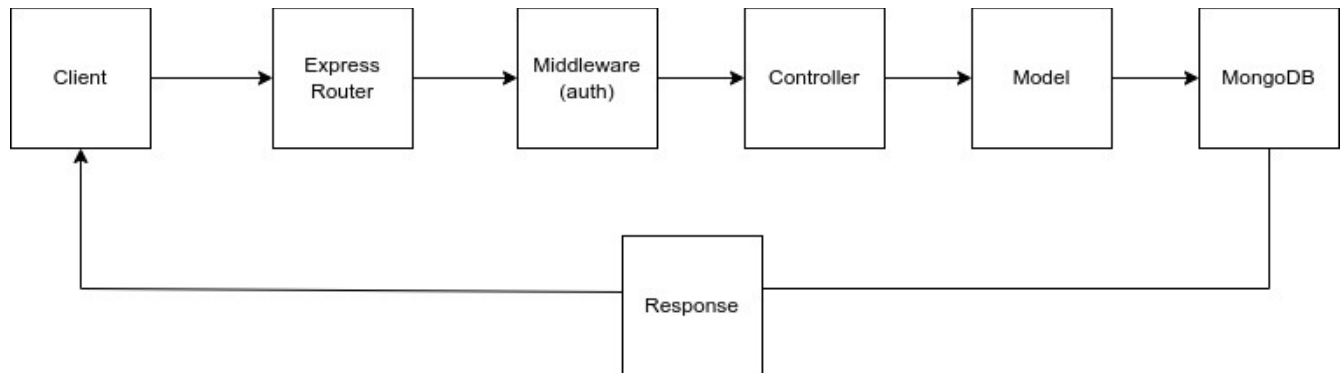 Client
Express
Router
Middleware
(auth)
Controller
Model
MongoDB
Response